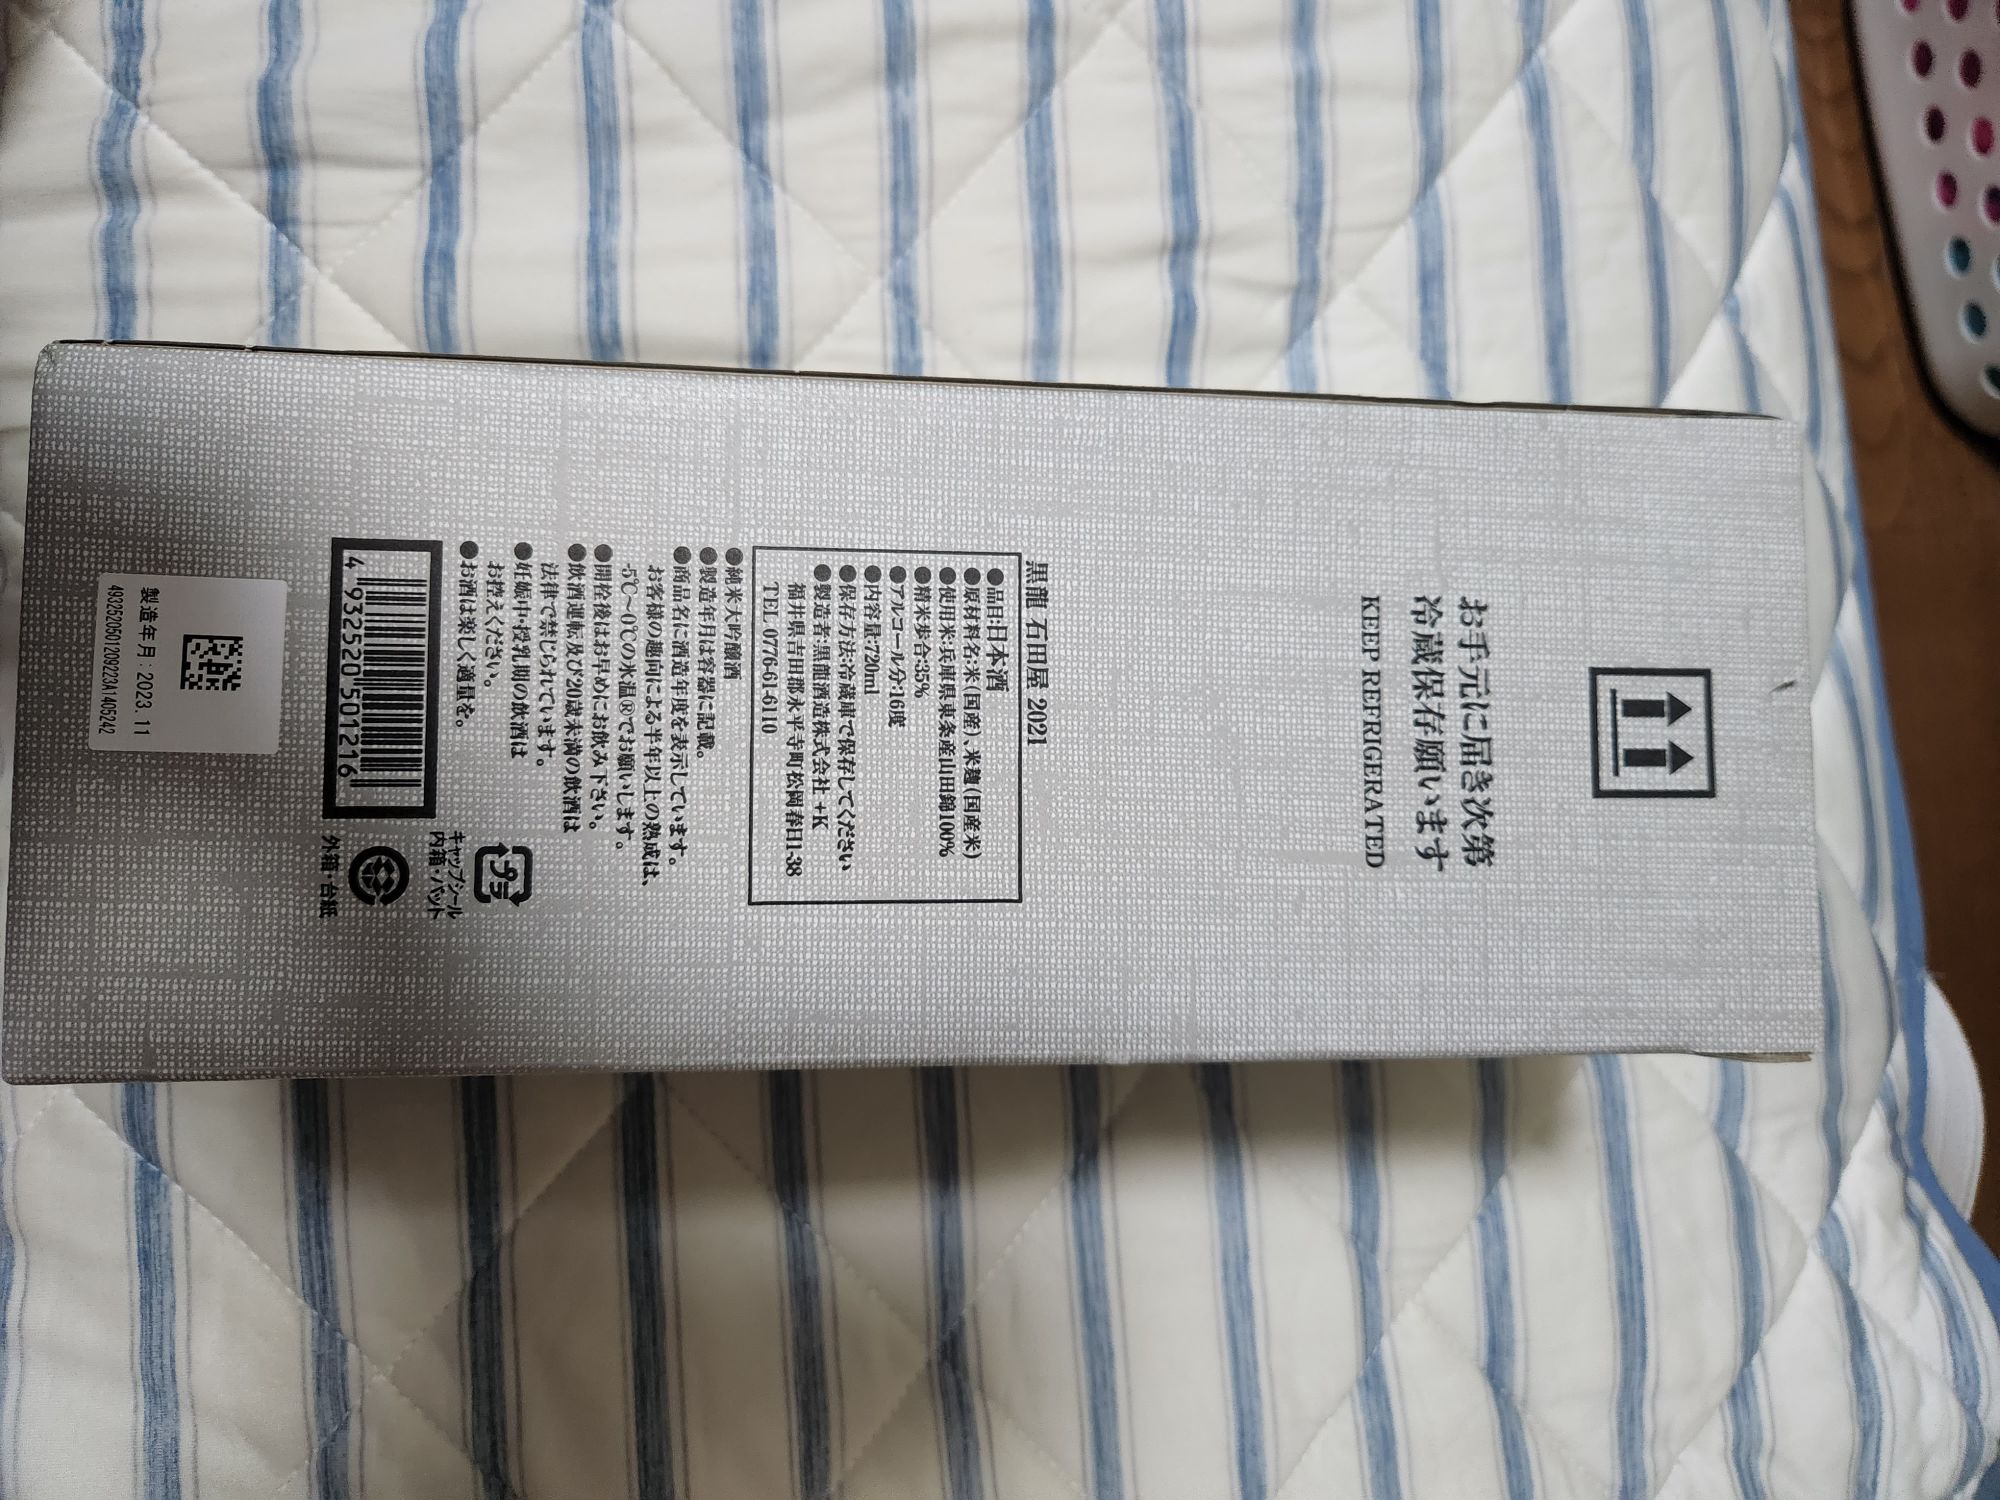 お手元に届き次第
冷蔵保存願います
KEEP REFRIGERATED
黒龍 石田屋 2021
●品目:日本酒
●原材料名:米(国産)、米麹(国産米)
●使用米:兵庫県東条産山田錦100%
●精米歩合:35%
●アルコール分:16度
●内容量:720ml
●保存方法:冷蔵庫で保存してください
●製造者:黒龍酒造株式会社+K
福井県吉田郡永平寺町松岡春日1-38
TEL 0776-61-6110
●純米大吟醸酒
●製造年月は容器に記載。
●商品名に酒造年度を表示しています。
お客様の趣向による半年以上の熟成は、
-5℃〜0℃の氷温®でお願いします。
●開栓後はお早めにお飲み下さい。
●飲酒運転及び20歳未満の飲酒は
法律で禁じられています。
●妊娠中・授乳期の飲酒は
お控えください。
●お酒は楽しく適量を。
プラ
キャップシール
内箱・パット
外箱・台紙
4 932520 501216
製造年月:2023.11